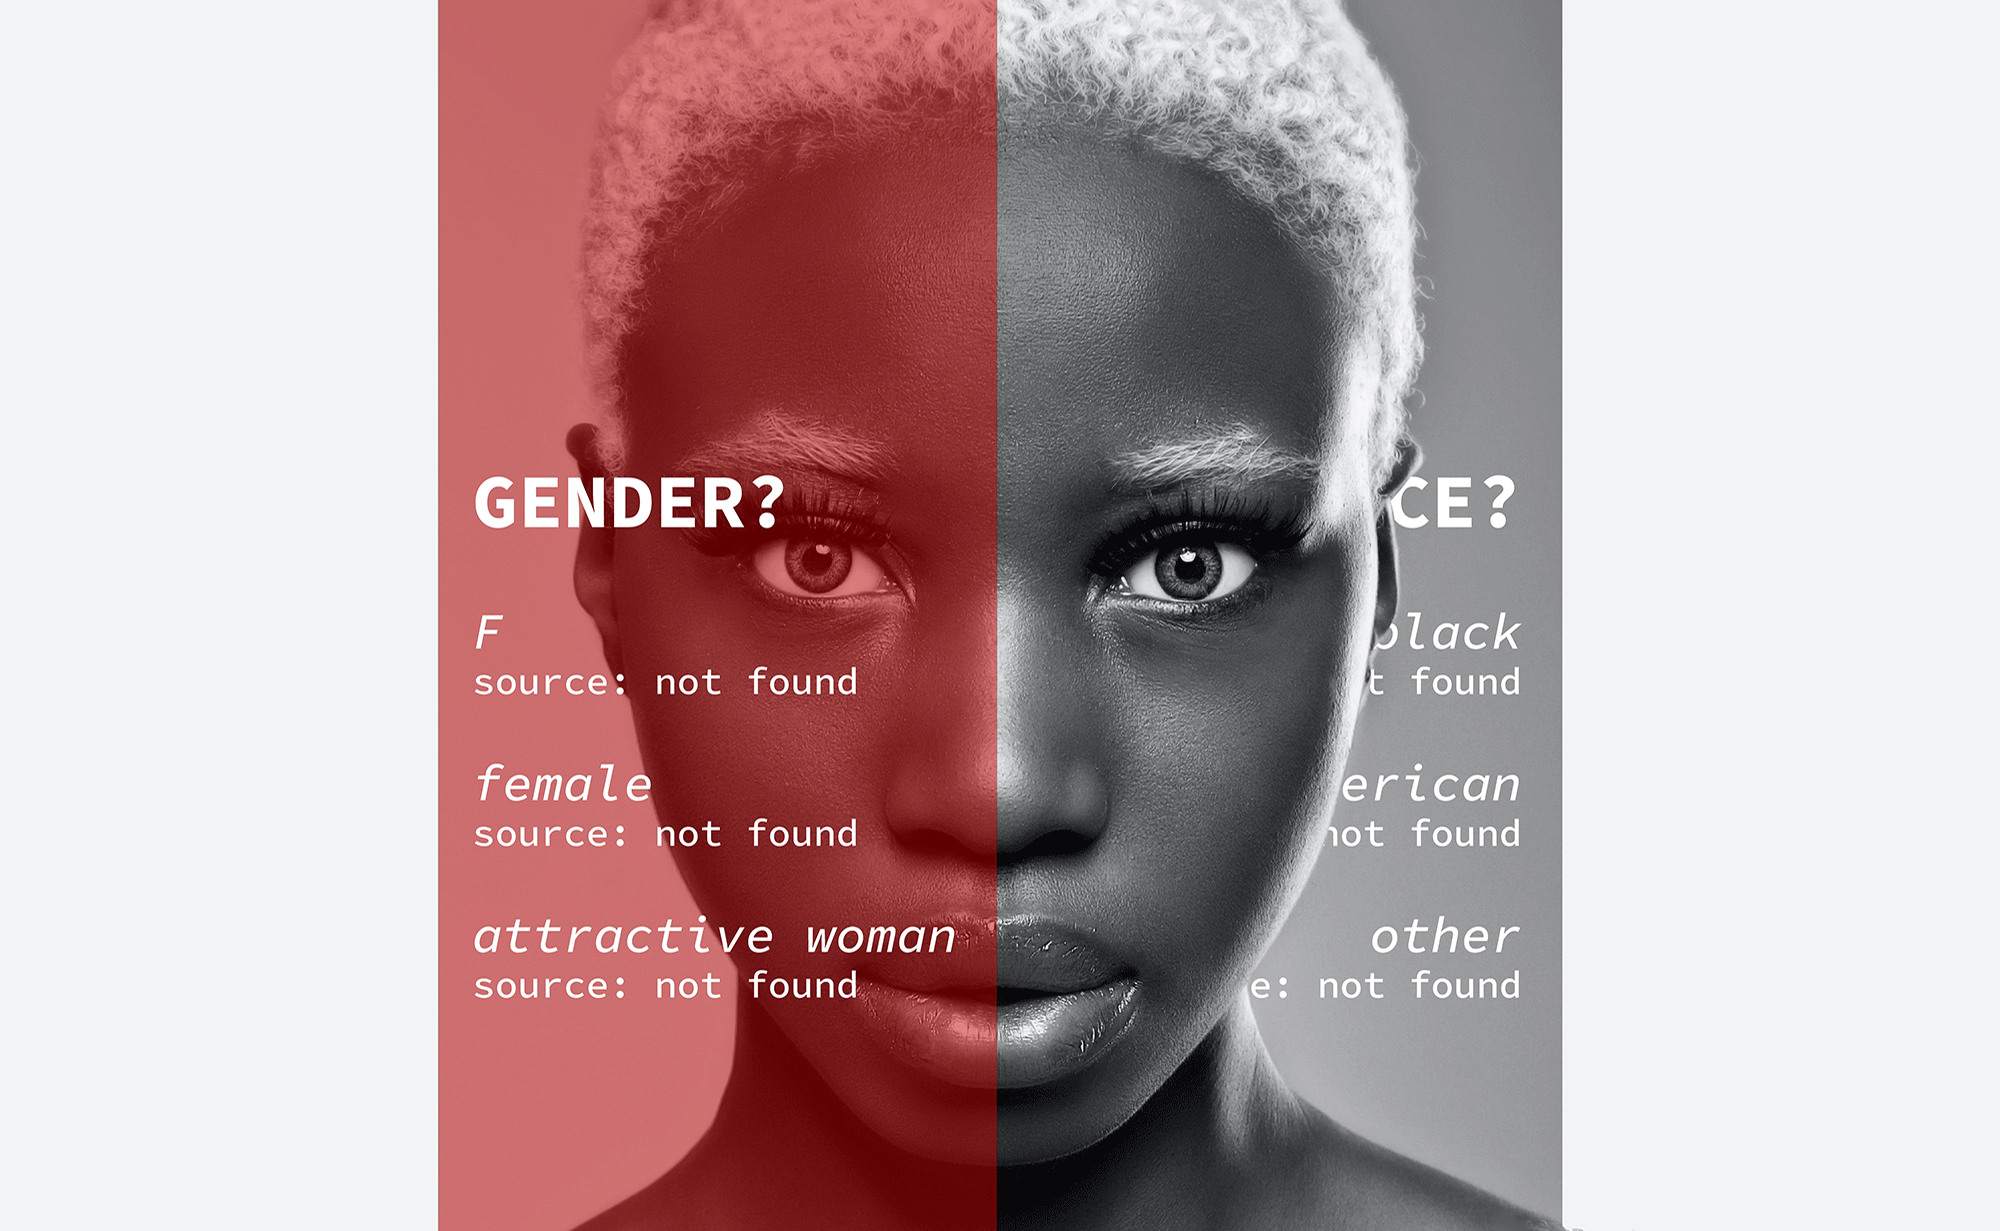 GENDER?
F
source: not found
female
source: not found
attractive woman
source: not found
CE?
black
t found
erican
not found
other
e: not found